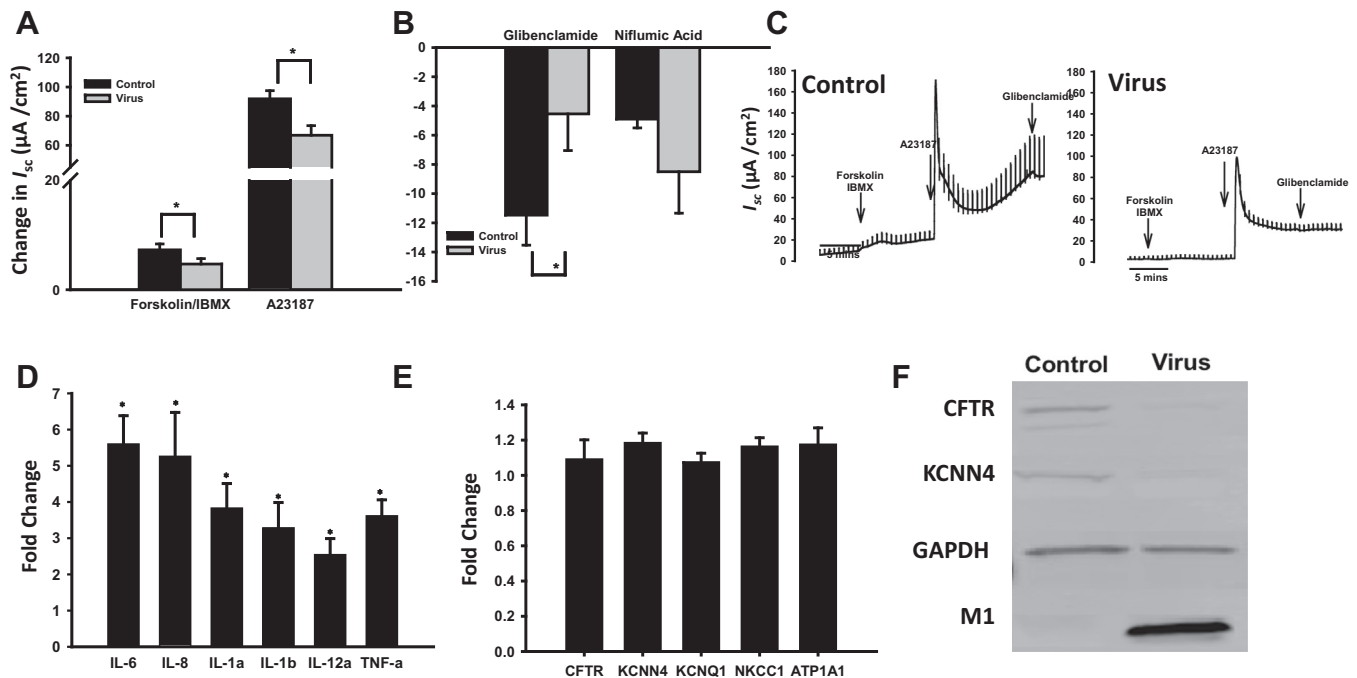 A
Change in Isc (µA /cm²)
120
100
80
60
20
0
Control
Virus
*
*
Forskolin/IBMX
A23187
B
Glibenclamide
Niflumic Acid
0
-2
-4
-6
-8
-10
-12
-14
-16
Control
Virus
*
C
Control
Isc (µA /cm²)
180
160
140
120
100
80
60
40
20
0
Forskolin
IBMX
A23187
Glibenclamide
5 mins
Virus
180
160
140
120
100
80
60
40
20
0
Forskolin
IBMX
A23187
Glibenclamide
5 mins
D
Fold Change
7
6
5
4
3
2
1
0
* * * * * *
IL-6 IL-8 IL-1a IL-1b IL-12a TNF-a
E
Fold Change
1.4
1.2
1.0
0.8
0.6
0.4
0.2
0.0
CFTR KCNN4 KCNQ1 NKCC1 ATP1A1
F
Control Virus
CFTR
KCNN4
GAPDH
M1